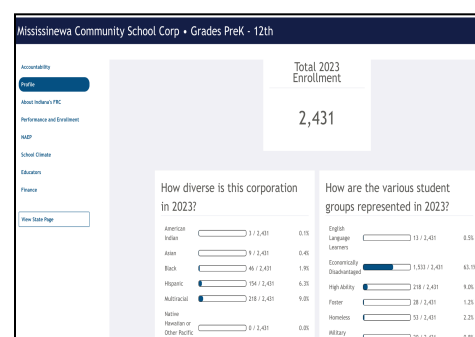 Mississinewa Community School Corp • Grades PreK - 12th
Accountability
Profile
About Indiana's FRC
Performance and Enrollment
NAEP
School Climate
Educators
Finance
View State Page
Total 2023
Enrollment
2,431
How diverse is this corporation
in 2023?
American
Indian
3 / 2,431
0.1%
Asian
9 / 2,431
0.4%
Black
46 / 2,431
1.9%
Hispanic
154 / 2,431
6.3%
Multiracial
218 / 2,431
9.0%
Native
Hawaiian or
Other Pacific
0 / 2,431
0.0%
How are the various student
groups represented in 2023?
English
Language
Learners
13 / 2,431
0.5%
Economically
Disadvantaged
1,533 / 2,431
63.1%
High Ability
218 / 2,431
9.0%
Foster
28 / 2,431
1.2%
Homeless
53 / 2,431
2.2%
Military